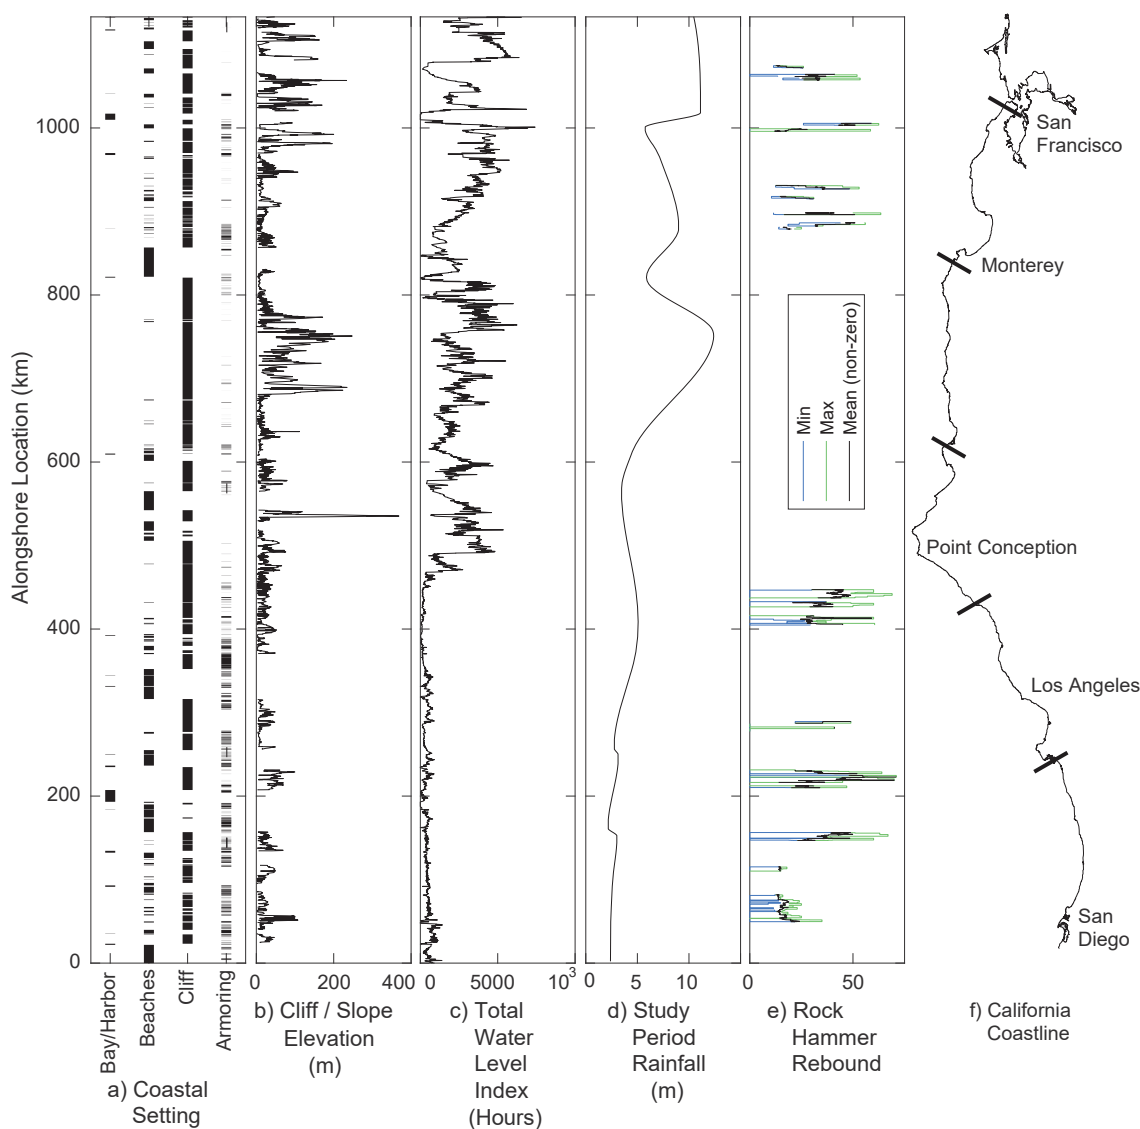 Alongshore Location (km)
1000
800
600
400
200
0
Bay/Harbor
Beaches
Cliff
Armoring
a) Coastal
Setting
0
200
400
b) Cliff / Slope
Elevation
(m)
0
5000
10³
c) Total
Water
Level
Index
(Hours)
0
5
10
d) Study
Period
Rainfall
(m)
Min
Max
Mean (non-zero)
0
50
e) Rock
Hammer
Rebound
San
Francisco
Monterey
Point Conception
Los Angeles
San
Diego
f) California
Coastline